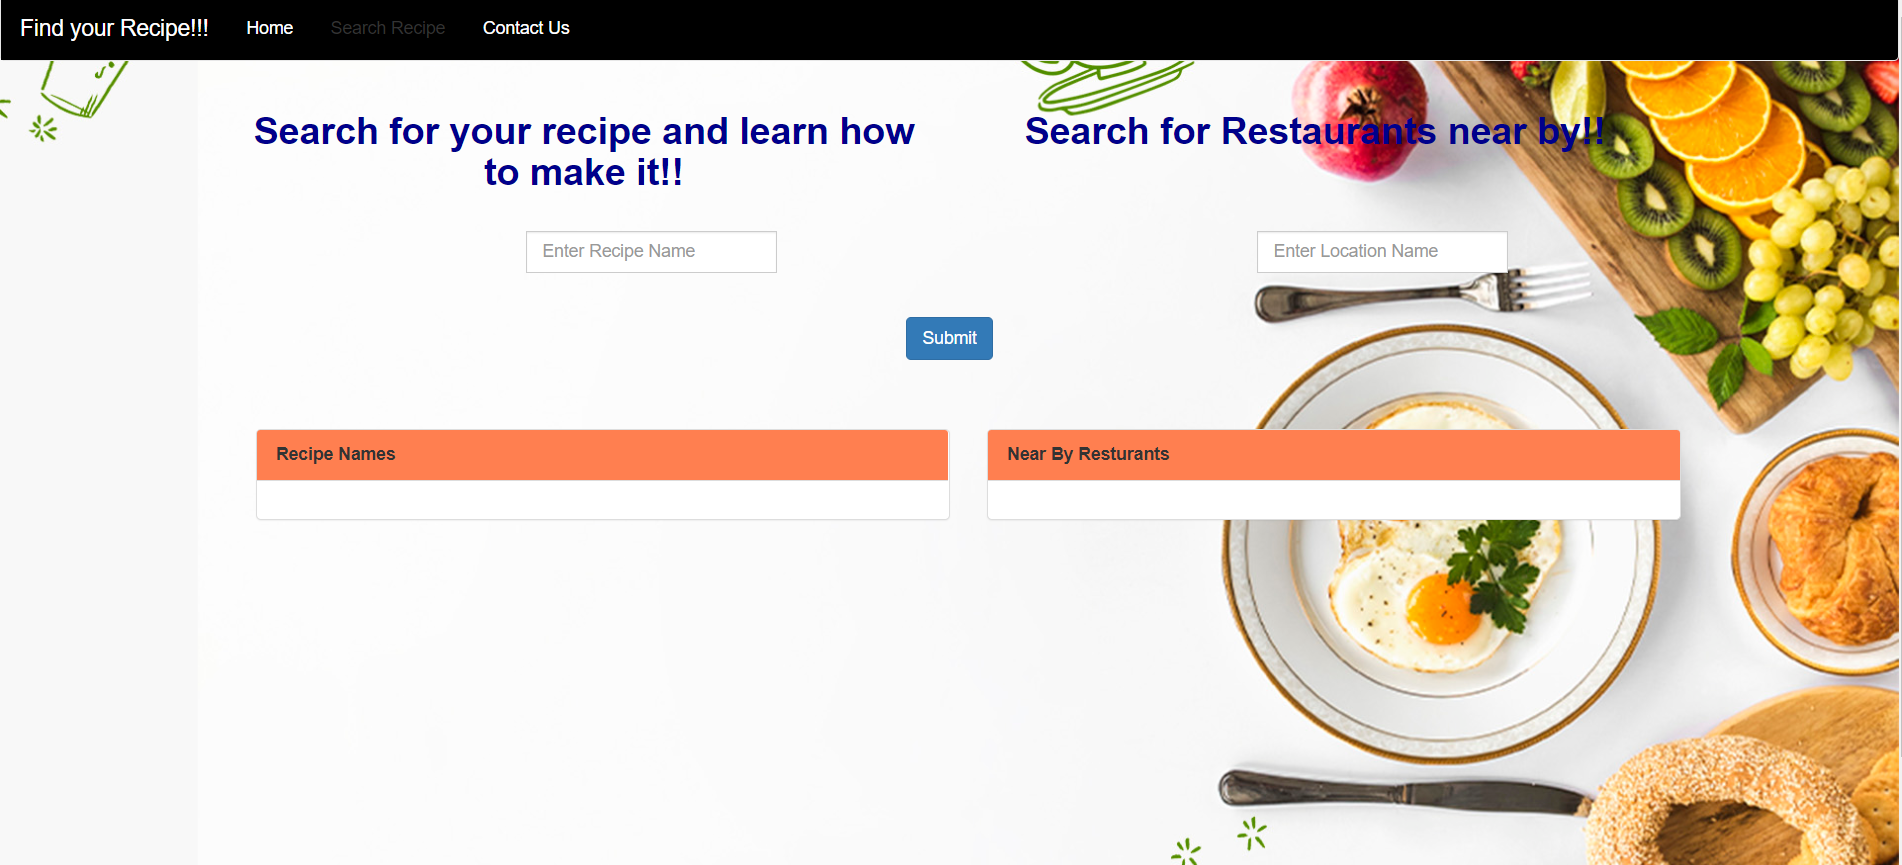 Find your Recipe!!! Home Search Recipe Contact Us
Search for your recipe and learn how
to make it!!
Search for Restaurants near by!!
Enter Recipe Name
Enter Location Name
Submit
Recipe Names
Near By Resturants